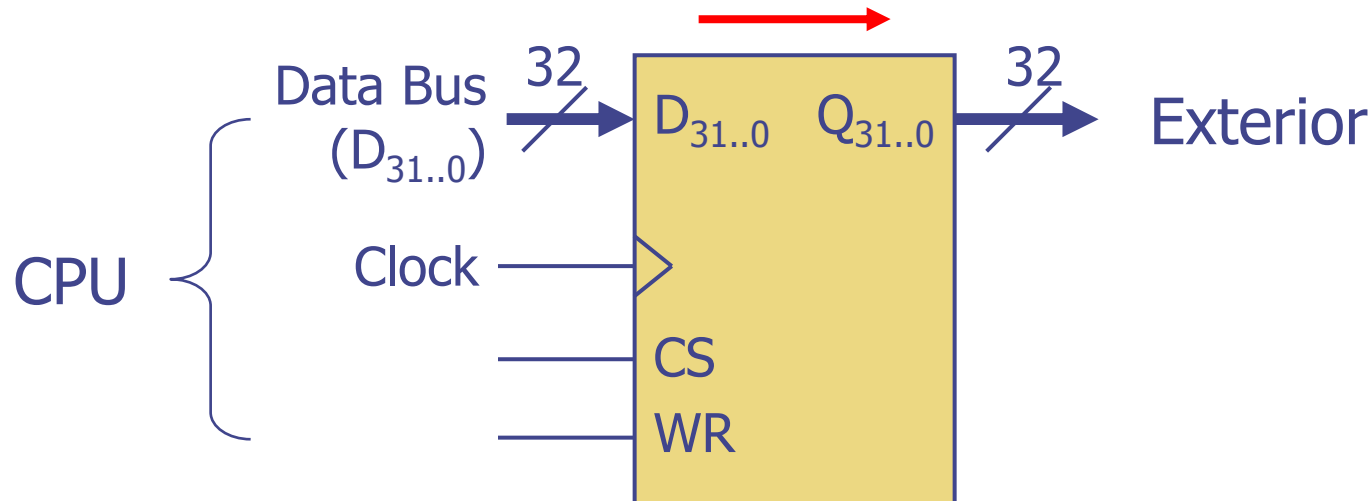 Data Bus
(D31..0)
32
D31..0
Q31..0
32
Exterior
Clock
CPU
CS
WR